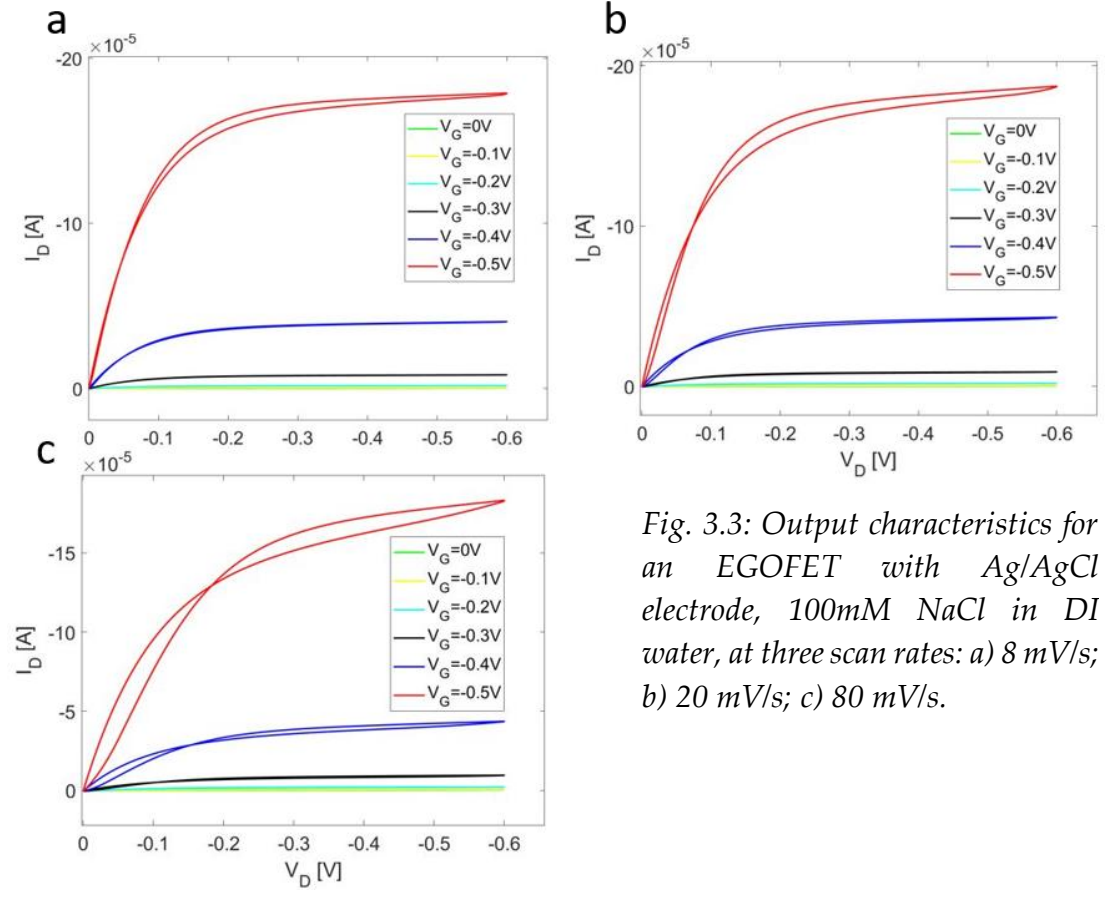 a
×10⁻⁵
-20
-10
0
I_D [A]
0 -0.1 -0.2 -0.3 -0.4 -0.5 -0.6
V_G=0V
V_G=-0.1V
V_G=-0.2V
V_G=-0.3V
V_G=-0.4V
V_G=-0.5V
b
×10⁻⁵
-20
-10
0
I_D [A]
0 -0.1 -0.2 -0.3 -0.4 -0.5 -0.6
V_D [V]
V_G=0V
V_G=-0.1V
V_G=-0.2V
V_G=-0.3V
V_G=-0.4V
V_G=-0.5V
c
×10⁻⁵
-15
-10
-5
0
I_D [A]
0 -0.1 -0.2 -0.3 -0.4 -0.5 -0.6
V_D [V]
V_G=0V
V_G=-0.1V
V_G=-0.2V
V_G=-0.3V
V_G=-0.4V
V_G=-0.5V
Fig. 3.3: Output characteristics for
an EGOFET with Ag/AgCl
electrode, 100mM NaCl in DI
water, at three scan rates: a) 8 mV/s;
b) 20 mV/s; c) 80 mV/s.